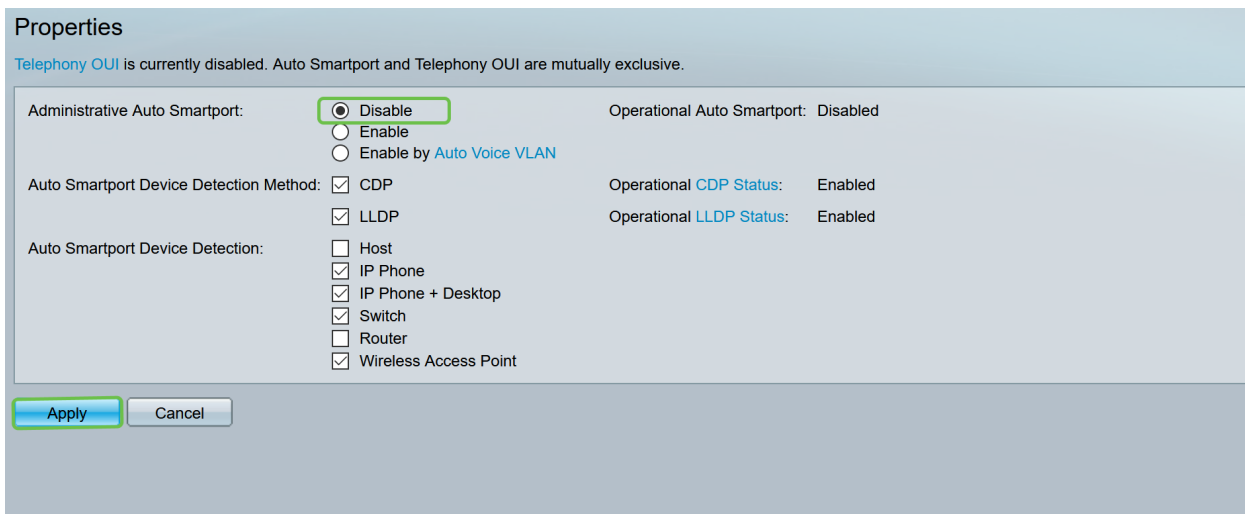 Properties
Telephony OUI is currently disabled. Auto Smartport and Telephony OUI are mutually exclusive.
Administrative Auto Smartport: Disable Operational Auto Smartport: Disabled
Enable
Enable by Auto Voice VLAN
Auto Smartport Device Detection Method: CDP Operational CDP Status: Enabled
LLDP Operational LLDP Status: Enabled
Auto Smartport Device Detection: Host
IP Phone
IP Phone + Desktop
Switch
Router
Wireless Access Point
Apply Cancel